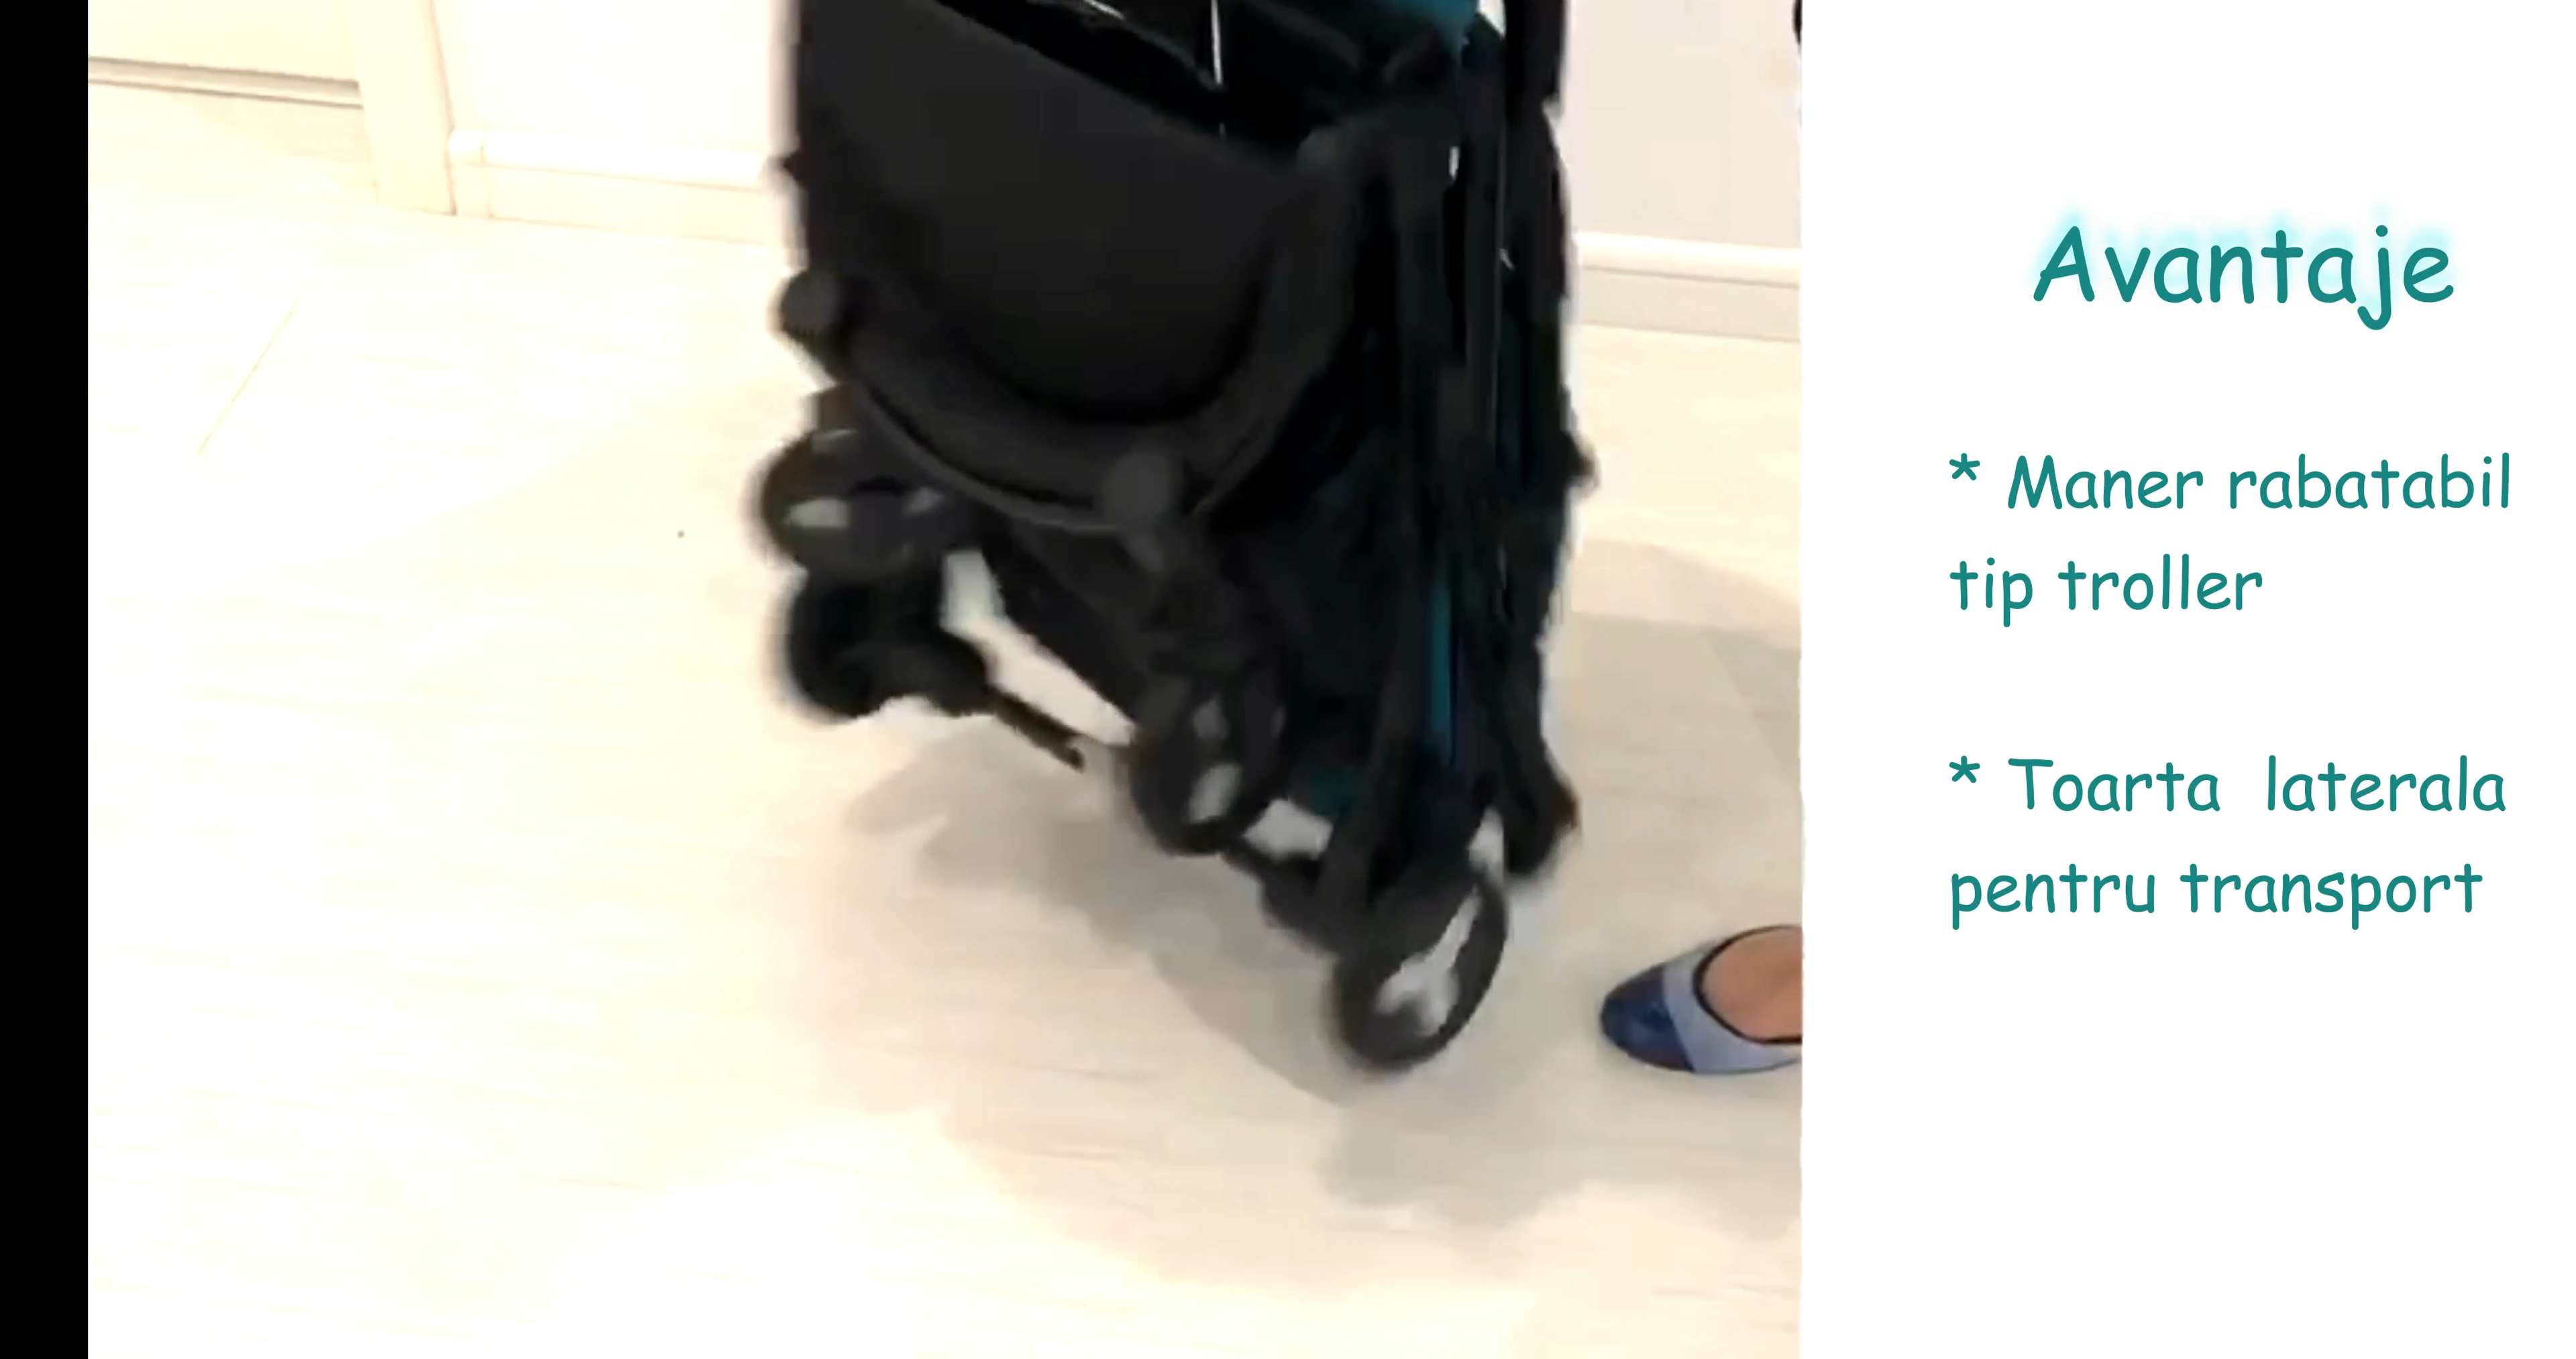 Avantaje
* Maner rabatabil
tip troller
* Toarta laterala
pentru transport